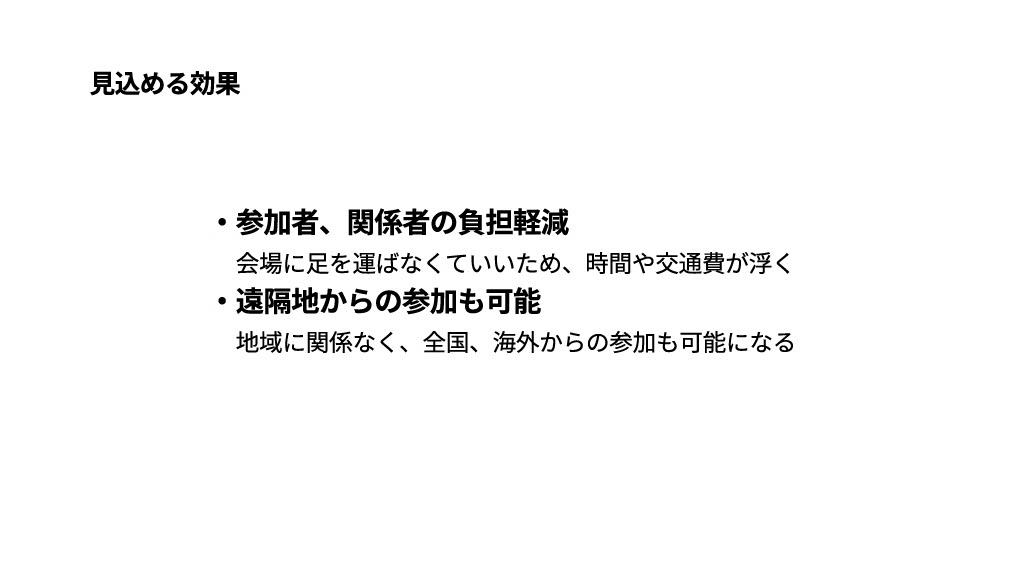 見込める効果
・参加者、関係者の負担軽減
会場に足を運ばなくていいため、時間や交通費が浮く
・遠隔地からの参加も可能
地域に関係なく、全国、海外からの参加も可能になる